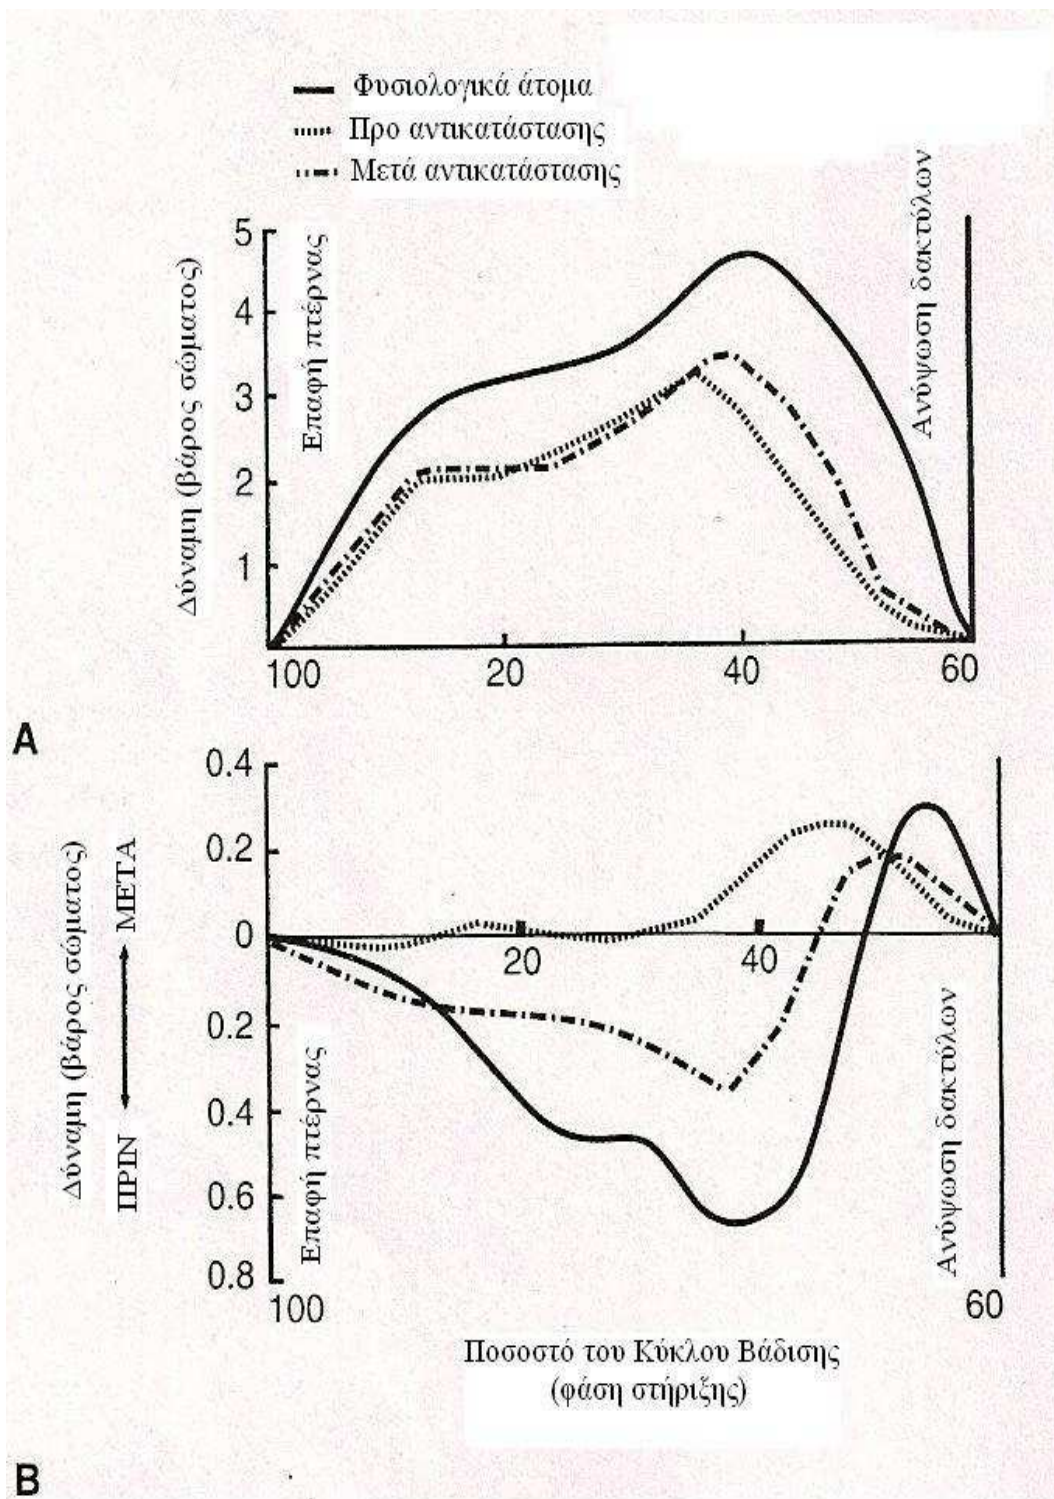 Φυσιολογικά άτομα
Προ αντικατάστασης
Μετά αντικατάστασης
Δύναμη (βάρος σώματος)
5
4
3
2
1
Επαφή πτέρνας
Ανύψωση δακτύλων
100 20 40 60
A
Δύναμη (βάρος σώματος)
ΠΡΙΝ
ΜΕΤΑ
0.4
0.2
0
0.2
0.4
0.6
0.8
20 40
Επαφή πτέρνας
Ανύψωση δακτύλων
100 60
Ποσοστό του Κύκλου Βάδισης
(φάση στήριξης)
B